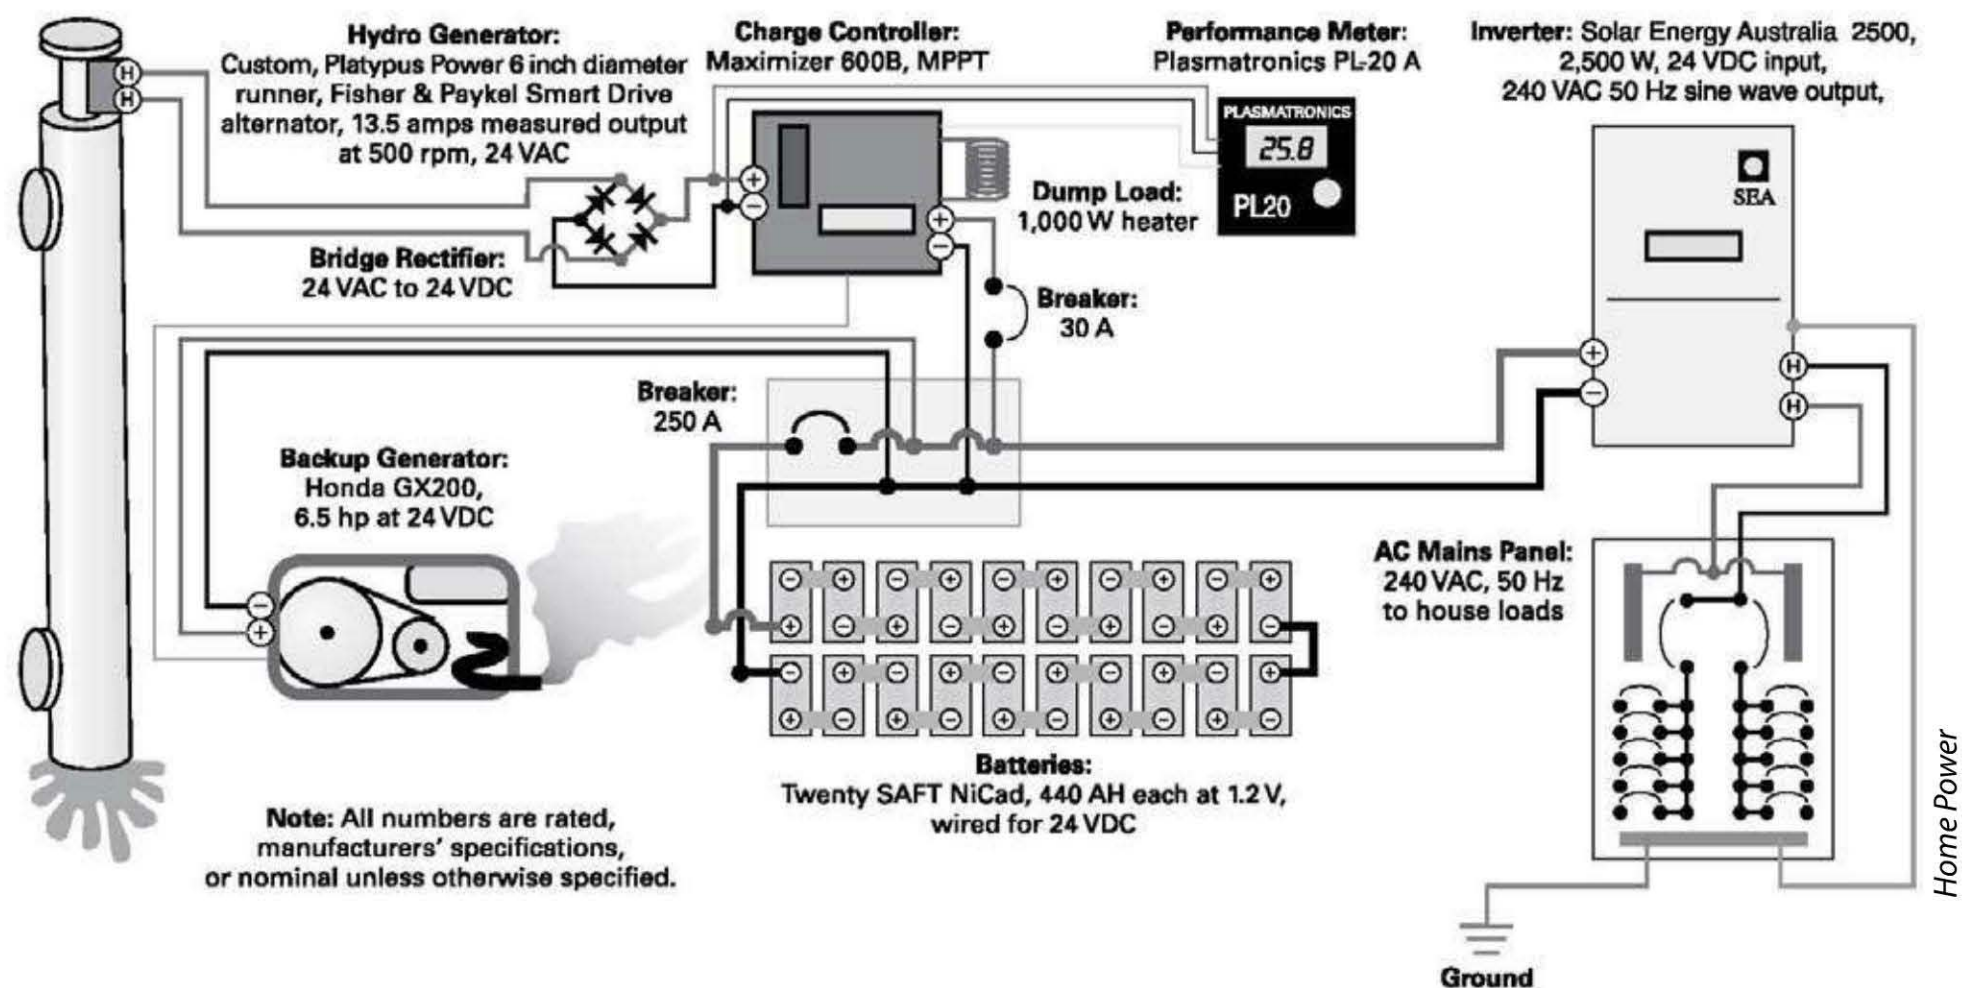 Hydro Generator:
Custom, Platypus Power 6 inch diameter
runner, Fisher & Paykel Smart Drive
alternator, 13.5 amps measured output
at 500 rpm, 24 VAC
Charge Controller:
Maximizer 600B, MPPT
Performance Meter:
Plasmatronics PL-20 A
Inverter: Solar Energy Australia 2500,
2,500 W, 24 VDC input,
240 VAC 50 Hz sine wave output,
H
H
PLASMATRONICS
25.8
PL20
SEA
+
−
+
−
Dump Load:
1,000 W heater
Bridge Rectifier:
24 VAC to 24 VDC
Breaker:
30 A
+
−
H
H
Breaker:
250 A
Backup Generator:
Honda GX200,
6.5 hp at 24 VDC
−
+
− + − + − + − + − +
+ − + − + − + − + −
− + − + − + − + − +
+ − + − + − + − + −
AC Mains Panel:
240 VAC, 50 Hz
to house loads
Batteries:
Twenty SAFT NiCad, 440 AH each at 1.2 V,
wired for 24 VDC
Note: All numbers are rated,
manufacturers’ specifications,
or nominal unless otherwise specified.
Ground
Home Power